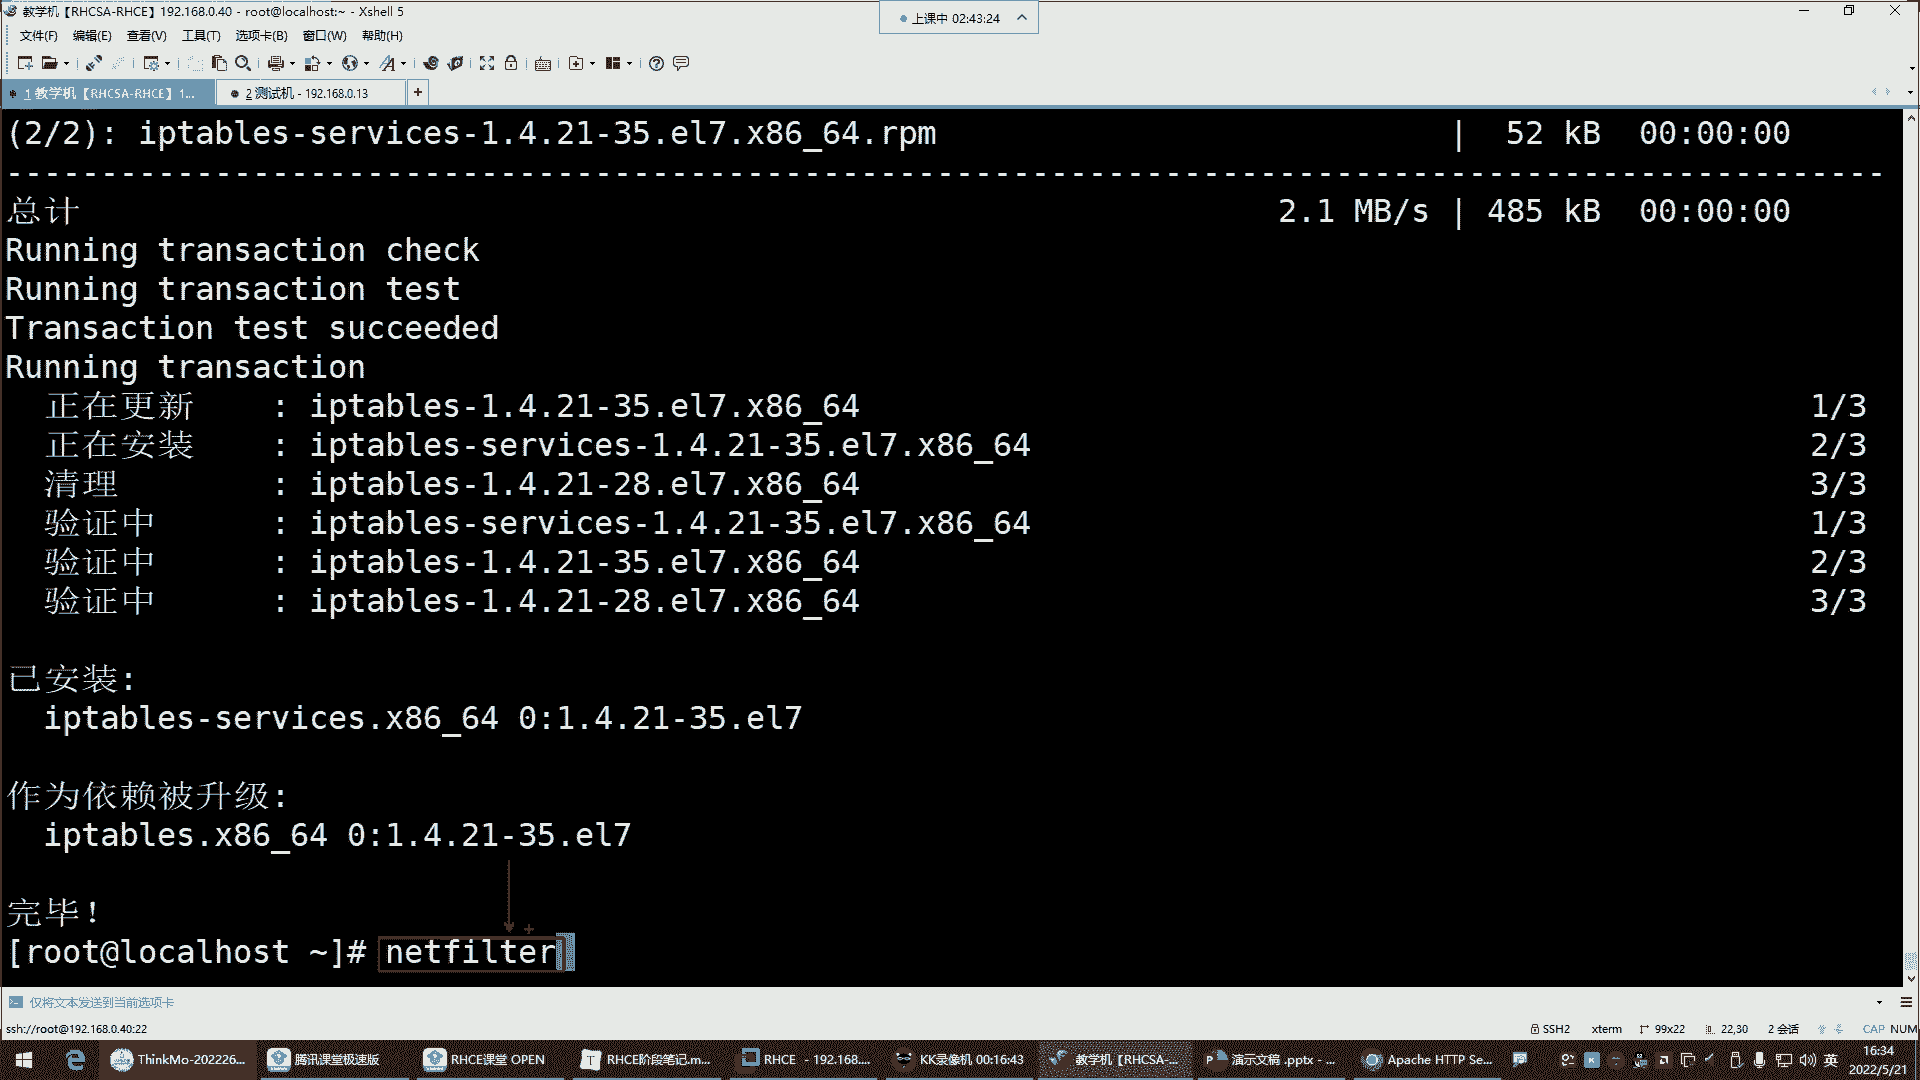 教学机【RHCSA-RHCE】192.168.0.40 - root@localhost:~ - Xshell 5
上课中 02:43:24
文件(F) 编辑(E) 查看(V) 工具(T) 选项卡(B) 窗口(W) 帮助(H)
1 教学机【RHCSA-RHCE】1... 2 测试机 - 192.168.0.13 +
(2/2): iptables-services-1.4.21-35.el7.x86_64.rpm | 52 kB 00:00:00
---------------------------------------------------------------------------------------------------
总计 2.1 MB/s | 485 kB 00:00:00
Running transaction check
Running transaction test
Transaction test succeeded
Running transaction
正在更新 : iptables-1.4.21-35.el7.x86_64 1/3
正在安装 : iptables-services-1.4.21-35.el7.x86_64 2/3
清理 : iptables-1.4.21-28.el7.x86_64 3/3
验证中 : iptables-services-1.4.21-35.el7.x86_64 1/3
验证中 : iptables-1.4.21-35.el7.x86_64 2/3
验证中 : iptables-1.4.21-28.el7.x86_64 3/3
已安装:
iptables-services.x86_64 0:1.4.21-35.el7
作为依赖被升级:
iptables.x86_64 0:1.4.21-35.el7
完毕！
[root@localhost ~]# netfilter
仅将文本发送到当前选项卡
ssh://root@192.168.0.40:22 SSH2 xterm 99x22 22,30 2 会话 CAP NUM
ThinkMo-202226... 腾讯课堂极速版 RHCE课堂 OPEN RHCE阶段笔记.m... RHCE - 192.168.... KK录像机 00:16:43 教学机【RHCSA-... 演示文稿 .pptx - ... Apache HTTP Se... 英 16:34
2022/5/21